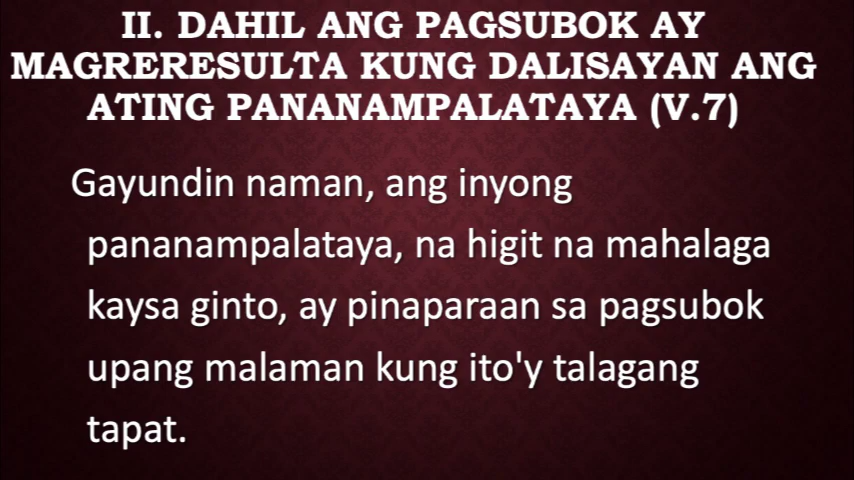 II. DAHIL ANG PAGSUBOK AY
MAGRERESULTA KUNG DALISAYAN ANG
ATING PANANAMPALATAYA (V.7)
Gayundin naman, ang inyong
pananampalataya, na higit na mahalaga
kaysa ginto, ay pinaparaan sa pagsubok
upang malaman kung ito'y talagang
tapat.